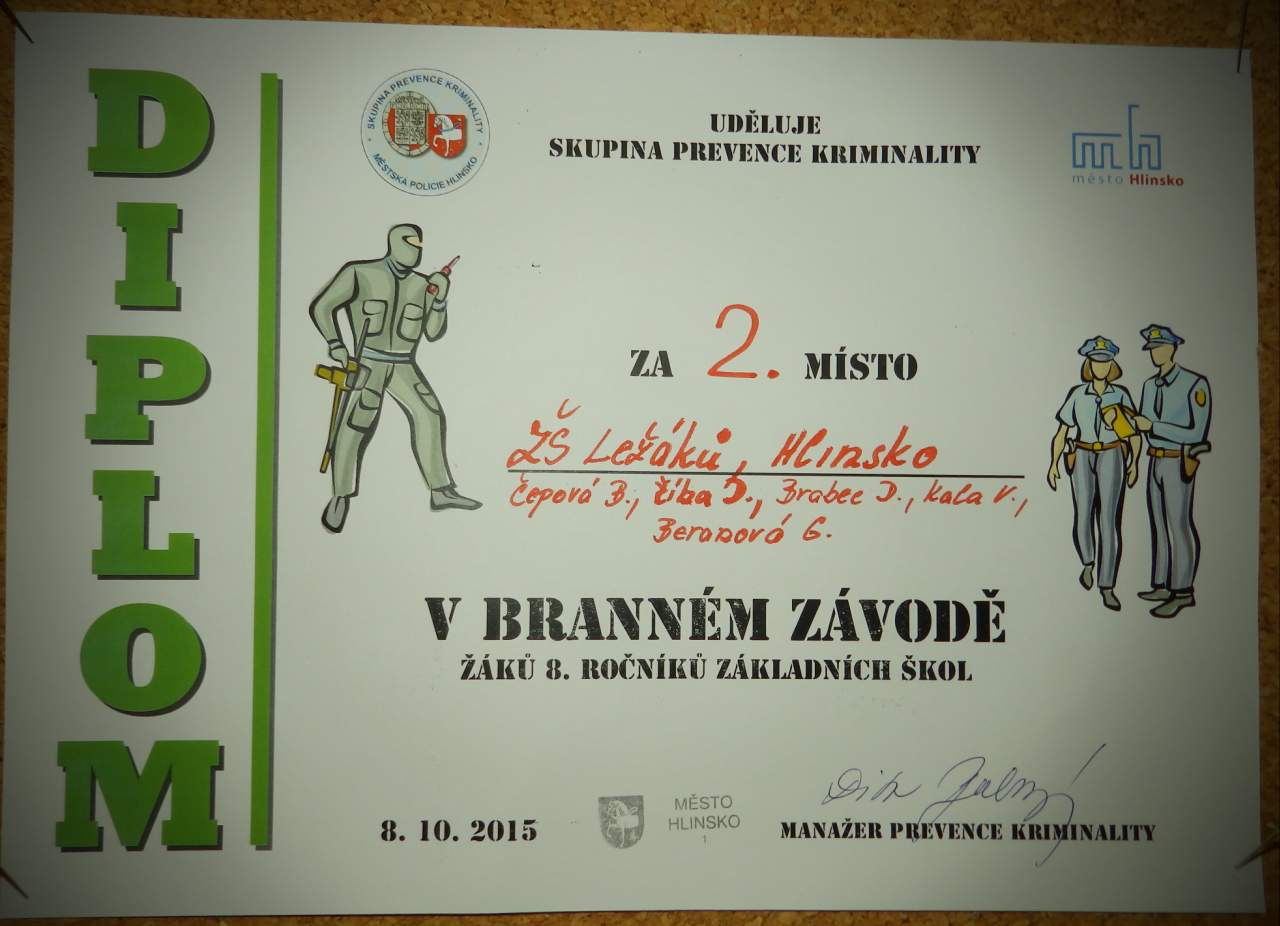 DIPLOM
SKUPINA PREVENCE KRIMINALITY
MĚSTSKÁ POLICIE HLINSKO
UDĚLUJE
SKUPINA PREVENCE KRIMINALITY
město Hlinsko
ZA 2. MÍSTO
ZŠ Ležáků, Hlinsko
Čepová B., Říha J., Brabec D., Kala V.,
Beranová G.
V BRANNÉM ZÁVODĚ
ŽÁKŮ 8. ROČNÍKŮ ZÁKLADNÍCH ŠKOL
8. 10. 2015
MĚSTO
HLINSKO
1
MANAŽER PREVENCE KRIMINALITY